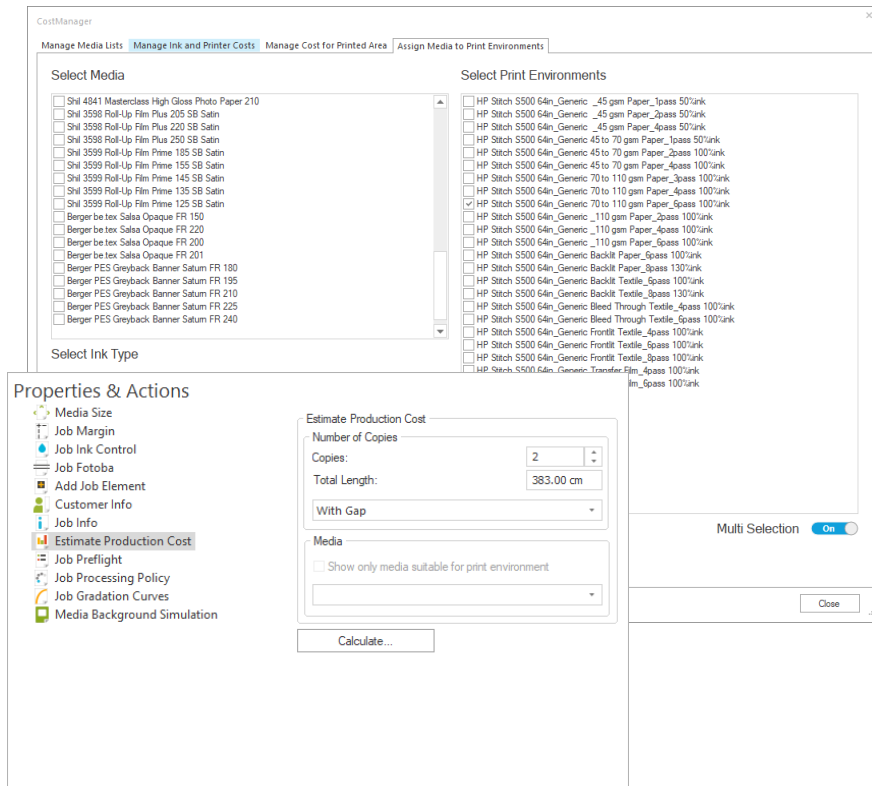 CostManager
Manage Media Lists
Manage Ink and Printer Costs
Manage Cost for Printed Area
Assign Media to Print Environments
Select Media
Shil 4841 Masterclass High Gloss Photo Paper 210
Shil 3598 Roll-Up Film Plus 205 SB Satin
Shil 3598 Roll-Up Film Plus 220 SB Satin
Shil 3598 Roll-Up Film Plus 250 SB Satin
Shil 3599 Roll-Up Film Prime 185 SB Satin
Shil 3599 Roll-Up Film Prime 155 SB Satin
Shil 3599 Roll-Up Film Prime 145 SB Satin
Shil 3599 Roll-Up Film Prime 135 SB Satin
Shil 3599 Roll-Up Film Prime 125 SB Satin
Berger be.tex Salsa Opaque FR 150
Berger be.tex Salsa Opaque FR 220
Berger be.tex Salsa Opaque FR 200
Berger be.tex Salsa Opaque FR 201
Berger PES Greyback Banner Saturn FR 180
Berger PES Greyback Banner Saturn FR 195
Berger PES Greyback Banner Saturn FR 210
Berger PES Greyback Banner Saturn FR 225
Berger PES Greyback Banner Saturn FR 240
Select Ink Type
Select Print Environments
HP Stitch S500 64in_Generic _45 gsm Paper_1pass 50%ink
HP Stitch S500 64in_Generic _45 gsm Paper_2pass 50%ink
HP Stitch S500 64in_Generic _45 gsm Paper_4pass 50%ink
HP Stitch S500 64in_Generic 45 to 70 gsm Paper_1pass 50%ink
HP Stitch S500 64in_Generic 45 to 70 gsm Paper_2pass 100%ink
HP Stitch S500 64in_Generic 45 to 70 gsm Paper_4pass 100%ink
HP Stitch S500 64in_Generic 70 to 110 gsm Paper_3pass 100%ink
HP Stitch S500 64in_Generic 70 to 110 gsm Paper_4pass 100%ink
HP Stitch S500 64in_Generic 70 to 110 gsm Paper_6pass 100%ink
HP Stitch S500 64in_Generic _110 gsm Paper_2pass 100%ink
HP Stitch S500 64in_Generic _110 gsm Paper_4pass 100%ink
HP Stitch S500 64in_Generic _110 gsm Paper_6pass 100%ink
HP Stitch S500 64in_Generic Backlit Paper_6pass 100%ink
HP Stitch S500 64in_Generic Backlit Paper_8pass 130%ink
HP Stitch S500 64in_Generic Backlit Textile_6pass 100%ink
HP Stitch S500 64in_Generic Backlit Textile_8pass 130%ink
HP Stitch S500 64in_Generic Bleed Through Textile_4pass 100%ink
HP Stitch S500 64in_Generic Bleed Through Textile_6pass 100%ink
HP Stitch S500 64in_Generic Frontlit Textile_4pass 100%ink
HP Stitch S500 64in_Generic Frontlit Textile_6pass 100%ink
HP Stitch S500 64in_Generic Frontlit Textile_8pass 100%ink
HP Stitch S500 64in_Generic Transfer Film_4pass 100%ink
ilm_6pass 100%ink
Multi Selection
On
Close
Properties & Actions
Media Size
Job Margin
Job Ink Control
Job Fotoba
Add Job Element
Customer Info
Job Info
Estimate Production Cost
Job Preflight
Job Processing Policy
Job Gradation Curves
Media Background Simulation
Estimate Production Cost
Number of Copies
Copies:
2
Total Length:
383.00 cm
With Gap
Media
Show only media suitable for print environment
Calculate...